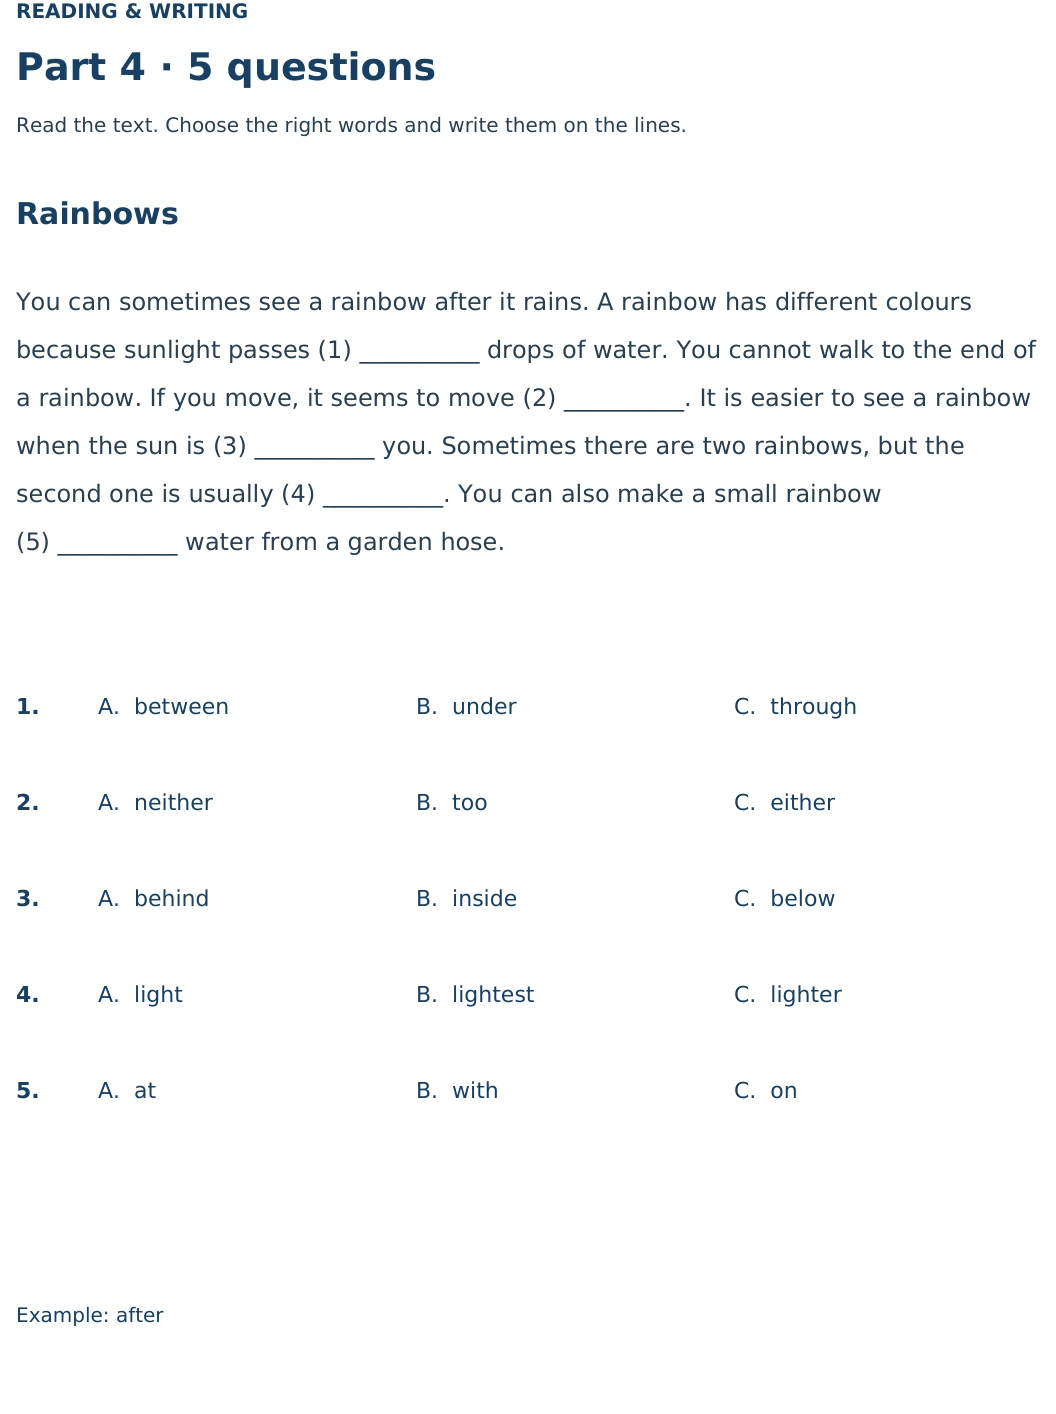 READING & WRITING
Part 4 · 5 questions
Read the text. Choose the right words and write them on the lines.
Rainbows
You can sometimes see a rainbow after it rains. A rainbow has different colours
because sunlight passes (1) __________ drops of water. You cannot walk to the end of
a rainbow. If you move, it seems to move (2) __________. It is easier to see a rainbow
when the sun is (3) __________ you. Sometimes there are two rainbows, but the
second one is usually (4) __________. You can also make a small rainbow
(5) __________ water from a garden hose.
1. A. between B. under C. through
2. A. neither B. too C. either
3. A. behind B. inside C. below
4. A. light B. lightest C. lighter
5. A. at B. with C. on
Example: after